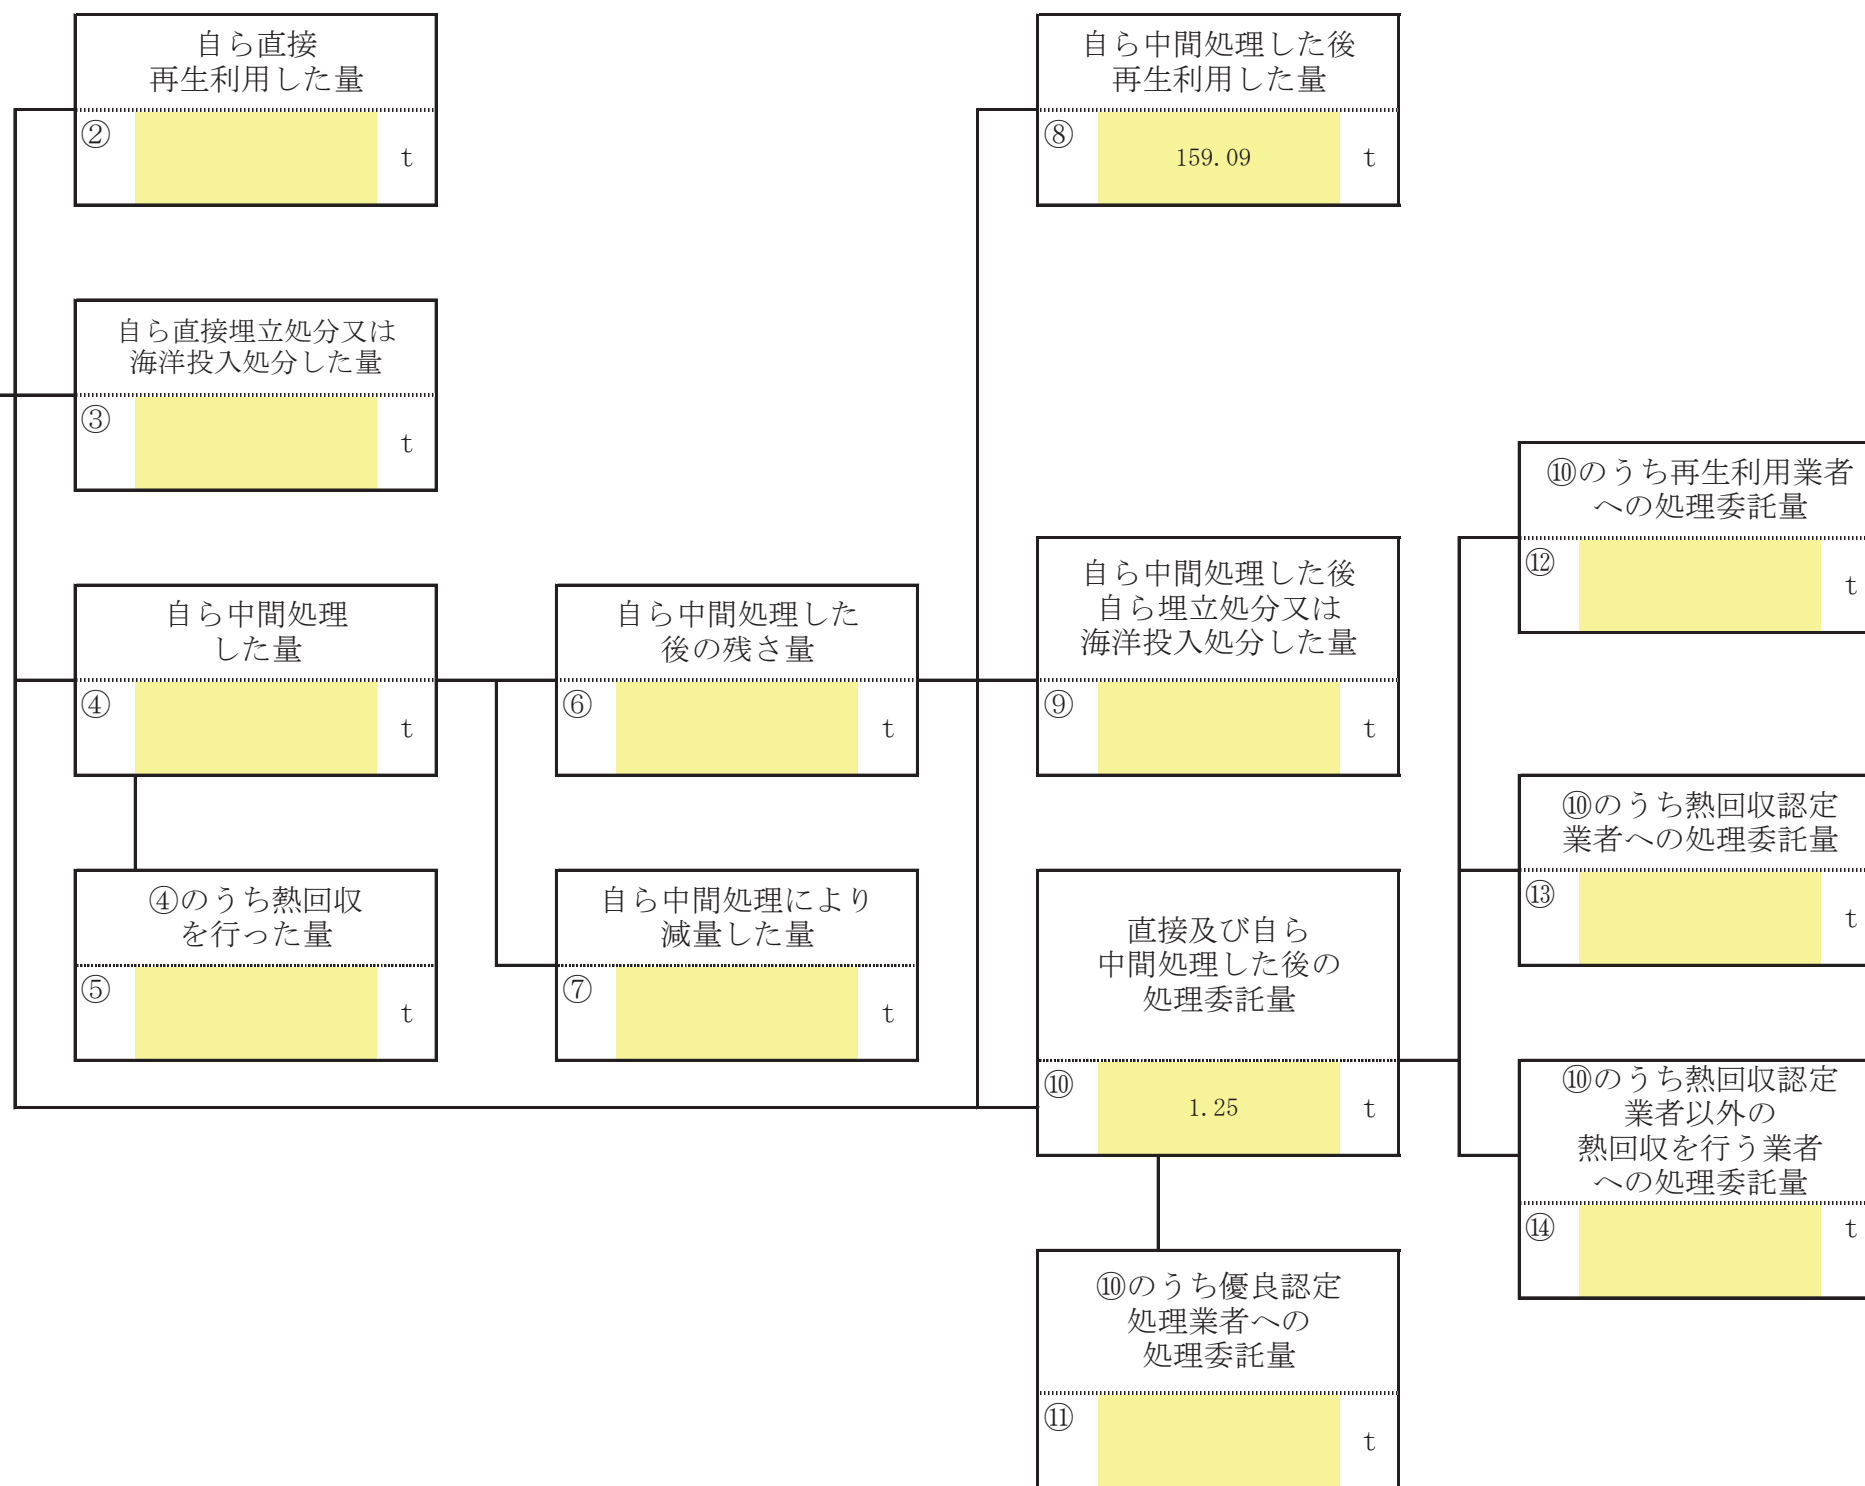 自ら直接
再生利用した量
②
t
自ら中間処理した後
再生利用した量
⑧
159.09
t
自ら直接埋立処分又は
海洋投入処分した量
③
t
⑩のうち再生利用業者
への処理委託量
⑫
t
自ら中間処理
した量
④
t
自ら中間処理した
後の残さ量
⑥
t
自ら中間処理した後
自ら埋立処分又は
海洋投入処分した量
⑨
t
⑩のうち熱回収認定
業者への処理委託量
⑬
t
④のうち熱回収
を行った量
⑤
t
自ら中間処理により
減量した量
⑦
t
直接及び自ら
中間処理した後の
処理委託量
⑩
1.25
t
⑩のうち熱回収認定
業者以外の
熱回収を行う業者
への処理委託量
⑭
t
⑩のうち優良認定
処理業者への
処理委託量
⑪
t